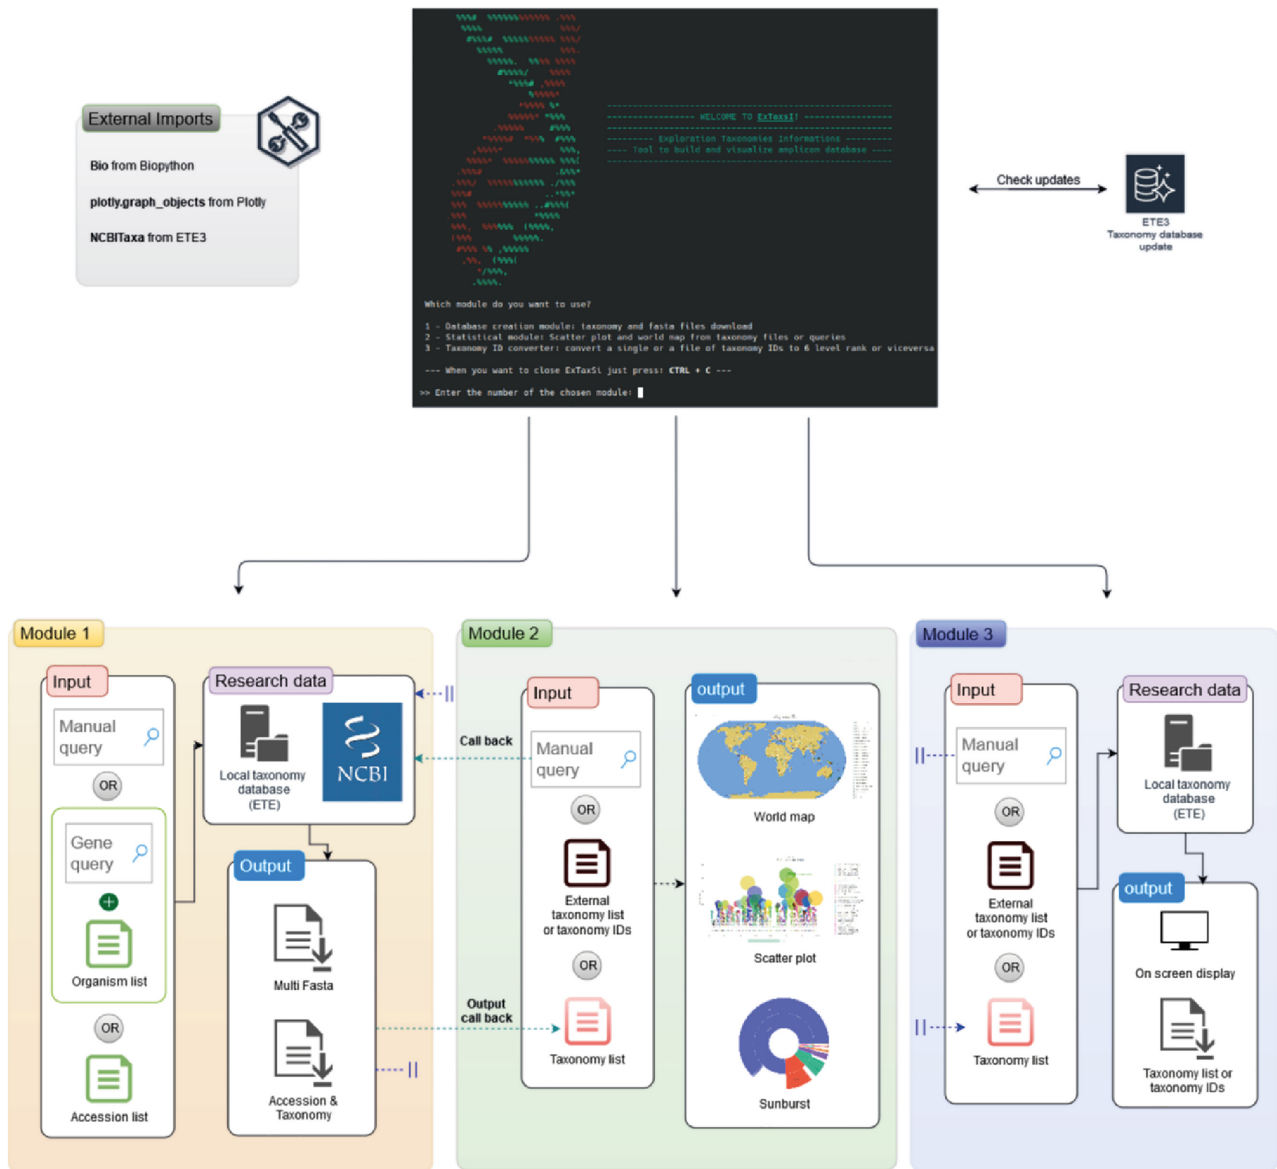 External Imports
Bio from Biopython
plotly.graph_objects from Plotly
NCBITaxa from ETE3
WELCOME TO ExTaxsI!
Exploration Taxonomies Informations
Tool to build and visualize amplicon database
Which module do you want to use?
1 - Database creation module: taxonomy and fasta files download
2 - Statistical module: Scatter plot and world map from taxonomy files or queries
3 - Taxonomy ID converter: convert a single or a file of taxonomy IDs to 6 level rank or viceversa
--- When you want to close ExTaxSi just press: CTRL + C ---
>> Enter the number of the chosen module:
Check updates
ETE3
Taxonomy database
update
Module 1
Input
Manual
query
OR
Gene
query
Organism list
OR
Accession list
Research data
Local taxonomy
database
(ETE)
NCBI
Output
Multi Fasta
Accession &
Taxonomy
Call back
Output
call back
Module 2
Input
Manual
query
OR
External
taxonomy list
or taxonomy IDs
OR
Taxonomy list
output
World map
Scatter plot
Sunburst
Module 3
Input
Manual
query
OR
External
taxonomy list
or taxonomy IDs
OR
Taxonomy list
Research data
Local taxonomy
database
(ETE)
output
On screen display
Taxonomy list or
taxonomy IDs